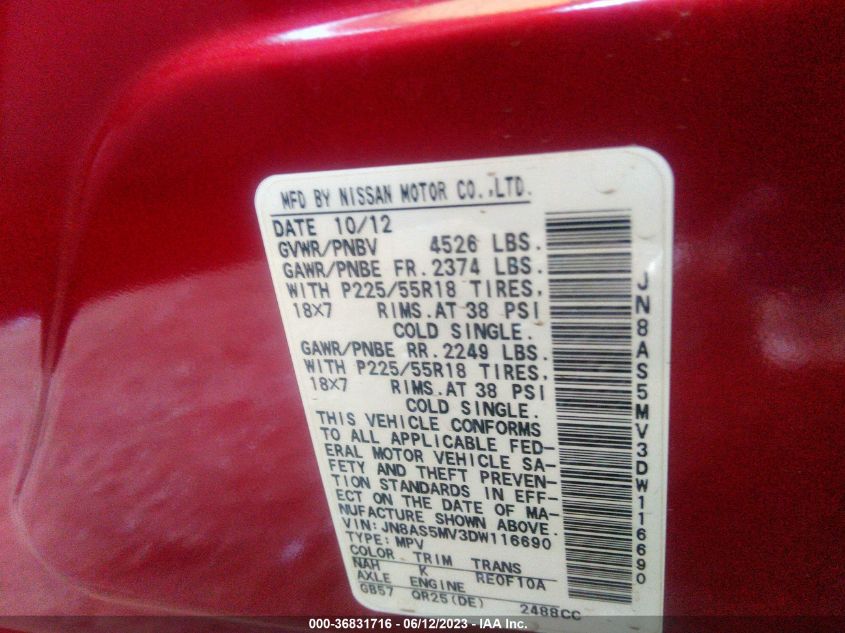 MFD BY NISSAN MOTOR CO.,LTD.
DATE 10/12
GVWR/PNBV 4526 LBS.
GAWR/PNBE FR. 2374 LBS.
WITH P225/55R18 TIRES,
18X7 RIMS.AT 38 PSI
COLD SINGLE.
GAWR/PNBE RR. 2249 LBS.
WITH P225/55R18 TIRES,
18X7 RIMS.AT 38 PSI
COLD SINGLE.
THIS VEHICLE CONFORMS
TO ALL APPLICABLE FED-
ERAL MOTOR VEHICLE SA-
FETY AND THEFT PREVEN-
TION STANDARDS IN EFF-
ECT ON THE DATE OF MA-
NUFACTURE SHOWN ABOVE.
VIN:JN8AS5MV3DW116690
TYPE: MPV
COLOR TRIM TRANS
NAH K RE0F10A
AXLE ENGINE
GB57 QR25(DE) 2488CC
JN8AS5MV3DW116690
000-36831716 - 06/12/2023 - IAA Inc.